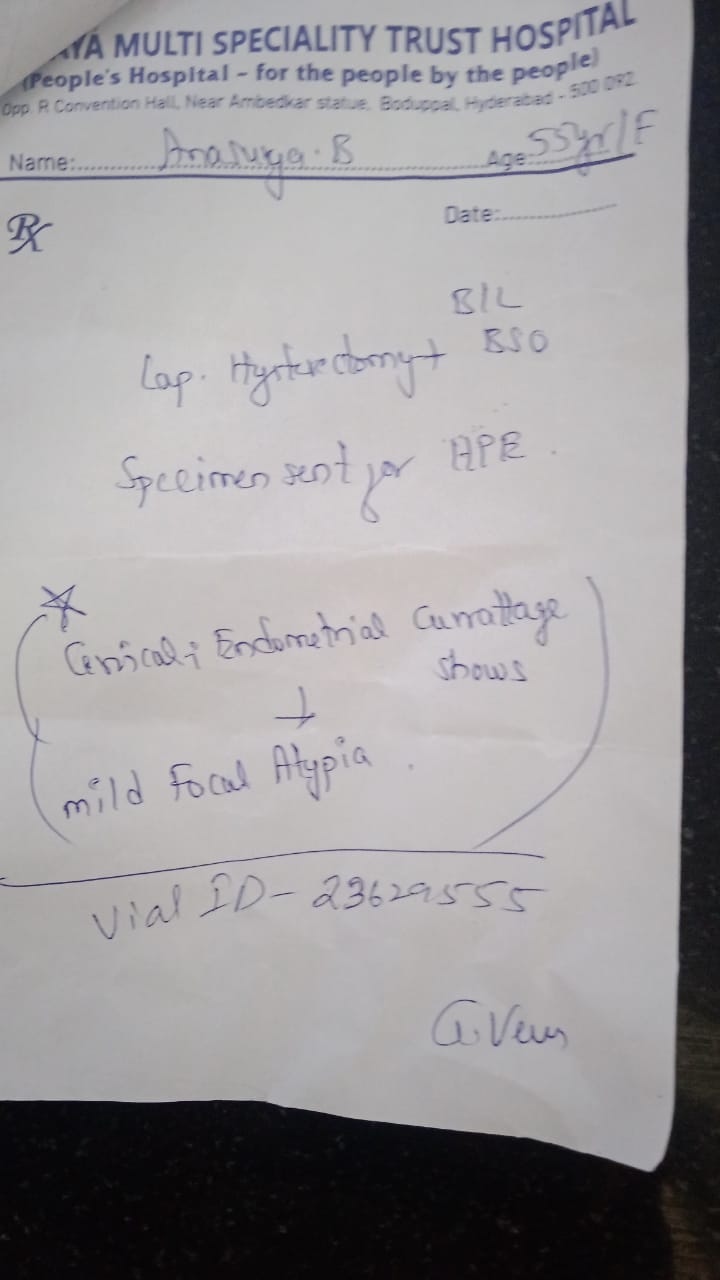 AYA MULTI SPECIALITY TRUST HOSPITAL
(People's Hospital - for the people by the people)
Opp. R Convention Hall, Near Ambedkar statue, Boduppal, Hyderabad - 500 092
Name: Anasuya. B Age: 55yr/F
Rx
Date:
B/L
Lap. Hysterectomy + BSO
Specimen sent for HPE.
Cervical & Endometrial Currattage
shows
↓
mild Focal Atypia.
Vial ID - 23629555